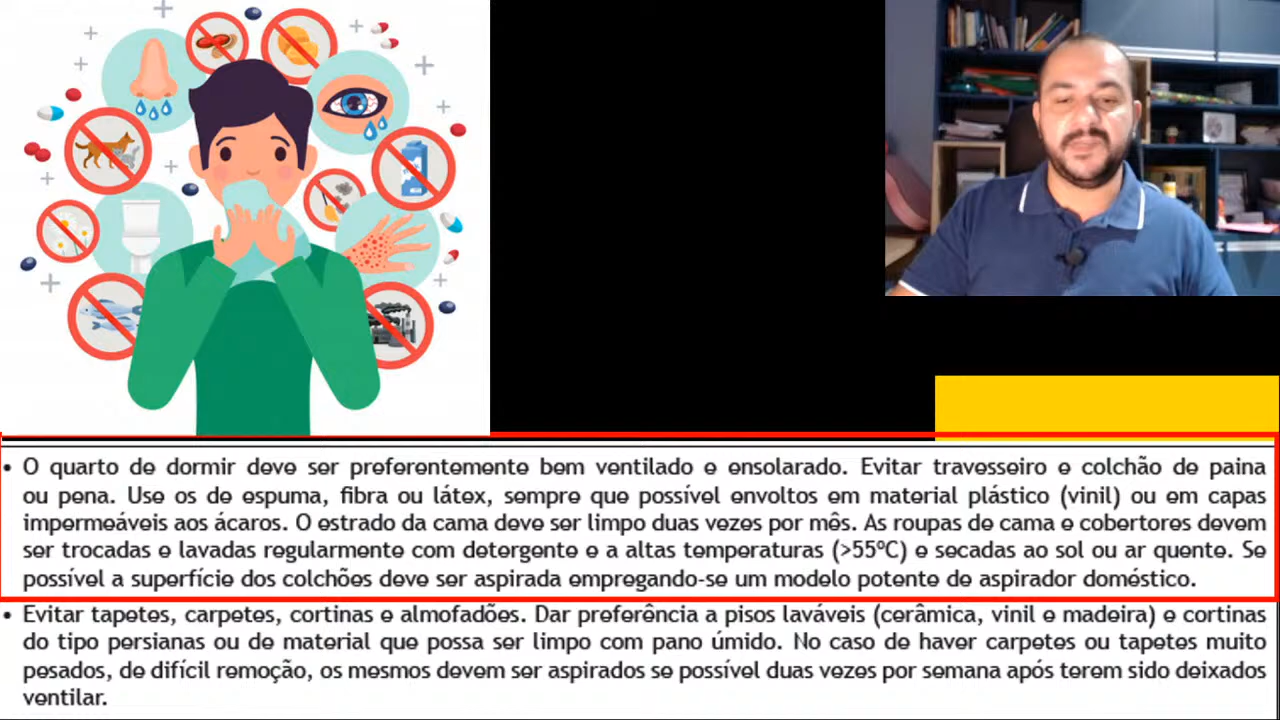 • O quarto de dormir deve ser preferentemente bem ventilado e ensolarado. Evitar travesseiro e colchão de paina
ou pena. Use os de espuma, fibra ou látex, sempre que possível envoltos em material plástico (vinil) ou em capas
impermeáveis aos ácaros. O estrado da cama deve ser limpo duas vezes por mês. As roupas de cama e cobertores devem
ser trocadas e lavadas regularmente com detergente e a altas temperaturas (>55ºC) e secadas ao sol ou ar quente. Se
possível a superfície dos colchões deve ser aspirada empregando-se um modelo potente de aspirador doméstico.
• Evitar tapetes, carpetes, cortinas e almofadões. Dar preferência a pisos laváveis (cerâmica, vinil e madeira) e cortinas
do tipo persianas ou de material que possa ser limpo com pano úmido. No caso de haver carpetes ou tapetes muito
pesados, de difícil remoção, os mesmos devem ser aspirados se possível duas vezes por semana após terem sido deixados
ventilar.